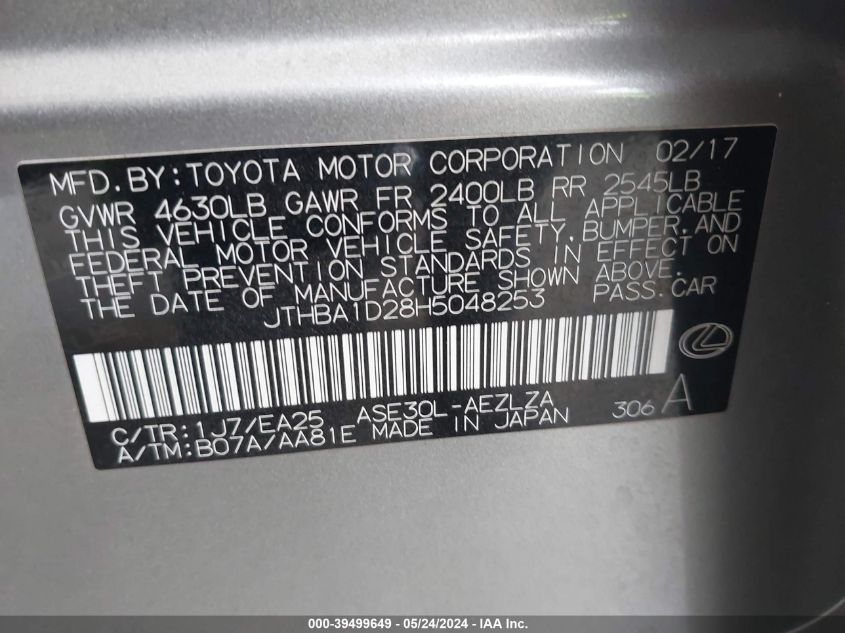 MFD.BY:TOYOTA MOTOR CORPORATION 02/17
GVWR 4630LB GAWR FR 2400LB RR 2545LB
THIS VEHICLE CONFORMS TO ALL APPLICABLE
FEDERAL MOTOR VEHICLE SAFETY,BUMPER,AND
THEFT PREVENTION STANDARDS IN EFFECT ON
THE DATE OF MANUFACTURE SHOWN ABOVE.
JTHBA1D28H5048253 PASS.CAR
C/TR:1J7/EA25 ASE30L-AEZLZA 306 A
A/TM:B07A/AA81E MADE IN JAPAN
000-39499649 - 05/24/2024 - IAA Inc.